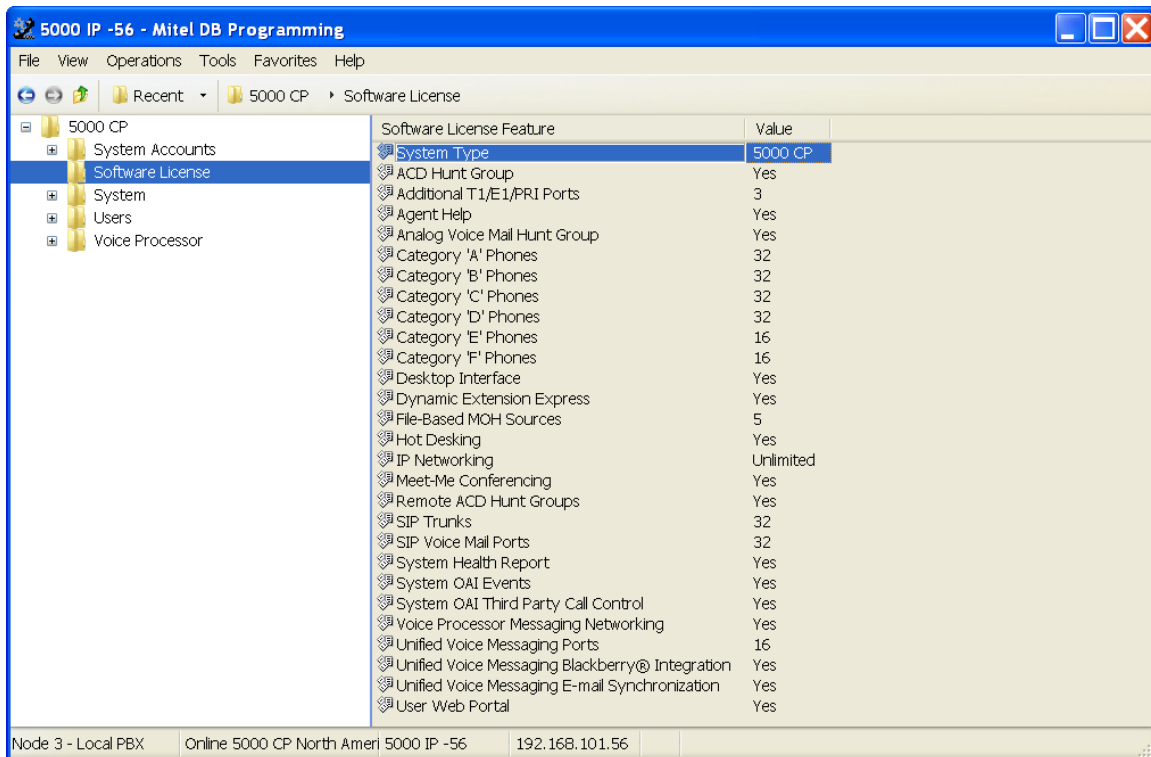 5000 IP -56 - Mitel DB Programming
File View Operations Tools Favorites Help
Recent 5000 CP Software License
5000 CP
System Accounts
Software License
System
Users
Voice Processor
Software License Feature Value
System Type 5000 CP
ACD Hunt Group Yes
Additional T1/E1/PRI Ports 3
Agent Help Yes
Analog Voice Mail Hunt Group Yes
Category 'A' Phones 32
Category 'B' Phones 32
Category 'C' Phones 32
Category 'D' Phones 32
Category 'E' Phones 16
Category 'F' Phones 16
Desktop Interface Yes
Dynamic Extension Express Yes
File-Based MOH Sources 5
Hot Desking Yes
IP Networking Unlimited
Meet-Me Conferencing Yes
Remote ACD Hunt Groups Yes
SIP Trunks 32
SIP Voice Mail Ports 32
System Health Report Yes
System OAI Events Yes
System OAI Third Party Call Control Yes
Voice Processor Messaging Networking Yes
Unified Voice Messaging Ports 16
Unified Voice Messaging Blackberry® Integration Yes
Unified Voice Messaging E-mail Synchronization Yes
User Web Portal Yes
Node 3 - Local PBX Online 5000 CP North Ameri 5000 IP -56 192.168.101.56